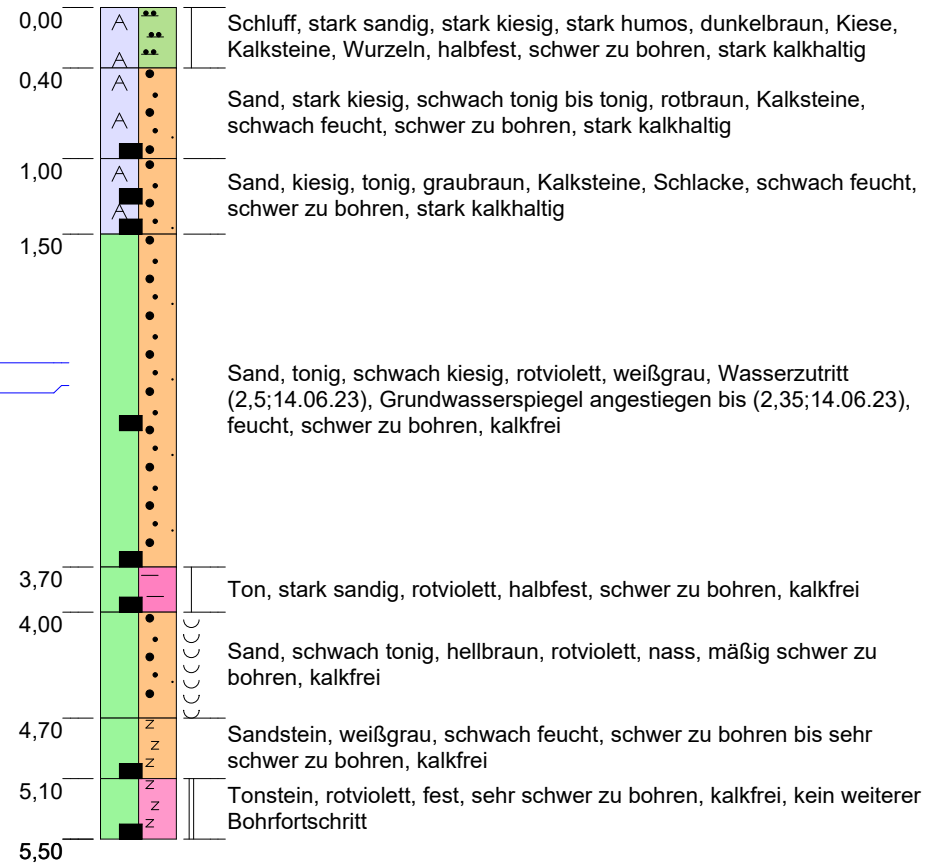 0,00
Schluff, stark sandig, stark kiesig, stark humos, dunkelbraun, Kiese,
Kalksteine, Wurzeln, halbfest, schwer zu bohren, stark kalkhaltig
0,40
Sand, stark kiesig, schwach tonig bis tonig, rotbraun, Kalksteine,
schwach feucht, schwer zu bohren, stark kalkhaltig
1,00
Sand, kiesig, tonig, graubraun, Kalksteine, Schlacke, schwach feucht,
schwer zu bohren, stark kalkhaltig
1,50
Sand, tonig, schwach kiesig, rotviolett, weißgrau, Wasserzutritt
(2,5;14.06.23), Grundwasserspiegel angestiegen bis (2,35;14.06.23),
feucht, schwer zu bohren, kalkfrei
3,70
Ton, stark sandig, rotviolett, halbfest, schwer zu bohren, kalkfrei
4,00
Sand, schwach tonig, hellbraun, rotviolett, nass, mäßig schwer zu
bohren, kalkfrei
4,70
Sandstein, weißgrau, schwach feucht, schwer zu bohren bis sehr
schwer zu bohren, kalkfrei
5,10
Tonstein, rotviolett, fest, sehr schwer zu bohren, kalkfrei, kein weiterer
Bohrfortschritt
5,50
A
A
A
A
A
A
z
z
z
z
z
z